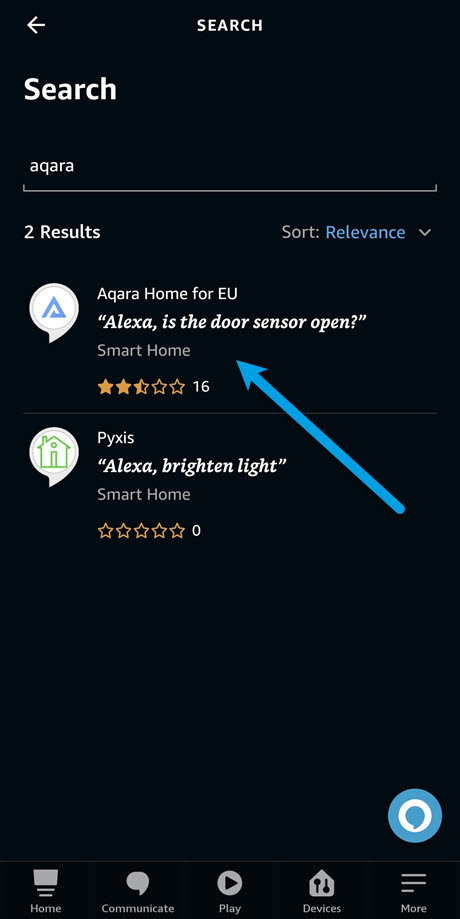 SEARCH
Search
aqara
2 Results
Sort: Relevance
Aqara Home for EU
“Alexa, is the door sensor open?”
Smart Home
16
Pyxis
“Alexa, brighten light”
Smart Home
0
Home Communicate Play Devices More